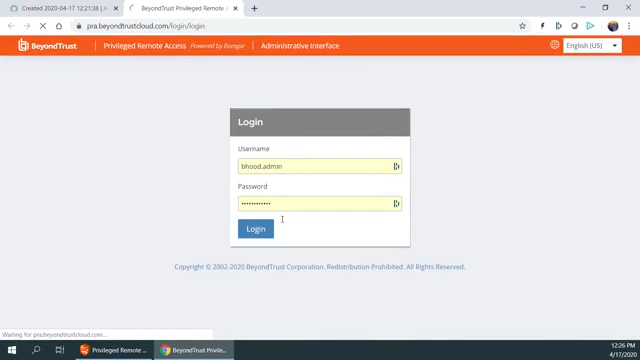 Created 2020-04-17 12:21:38 | A
BeyondTrust Privileged Remote Ac
pra.beyondtrustcloud.com/login/login
BeyondTrust
Privileged Remote Access Powered by Bomgar
Administrative Interface
English (US)
Login
Username
bhood.admin
Password
••••••••••••
Login
Copyright © 2002-2020 BeyondTrust Corporation. Redistribution Prohibited. All Rights Reserved.
Waiting for pra.beyondtrustcloud.com...
Privileged Remote ...
BeyondTrust Privile...
12:26 PM
4/17/2020